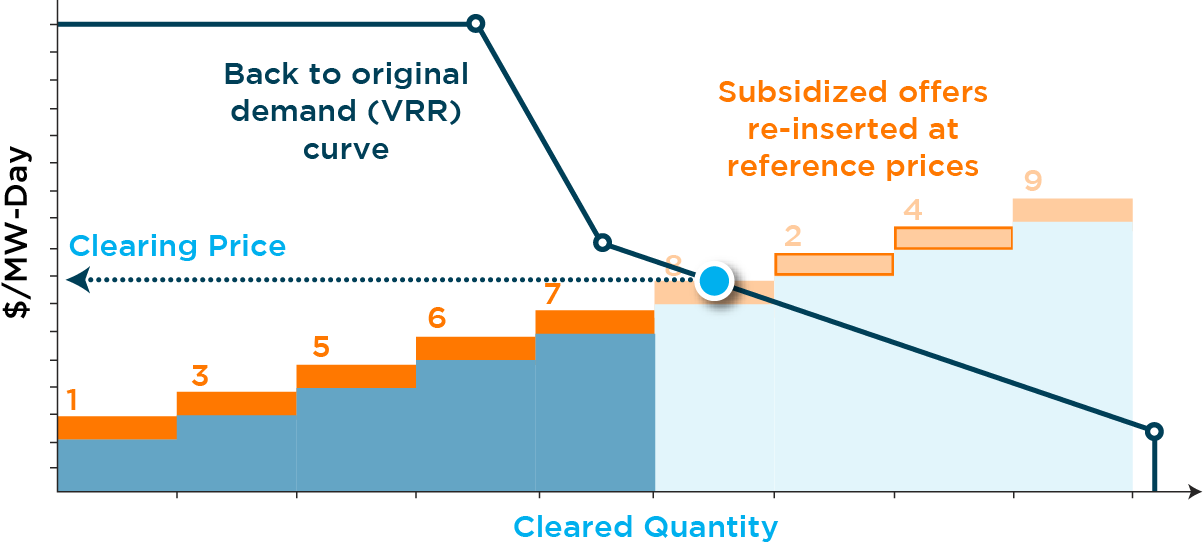 Back to original
demand (VRR)
curve
Subsidized offers
re-inserted at
reference prices
$/MW-Day
Clearing Price
1
3
5
6
7
8
2
4
9
Cleared Quantity